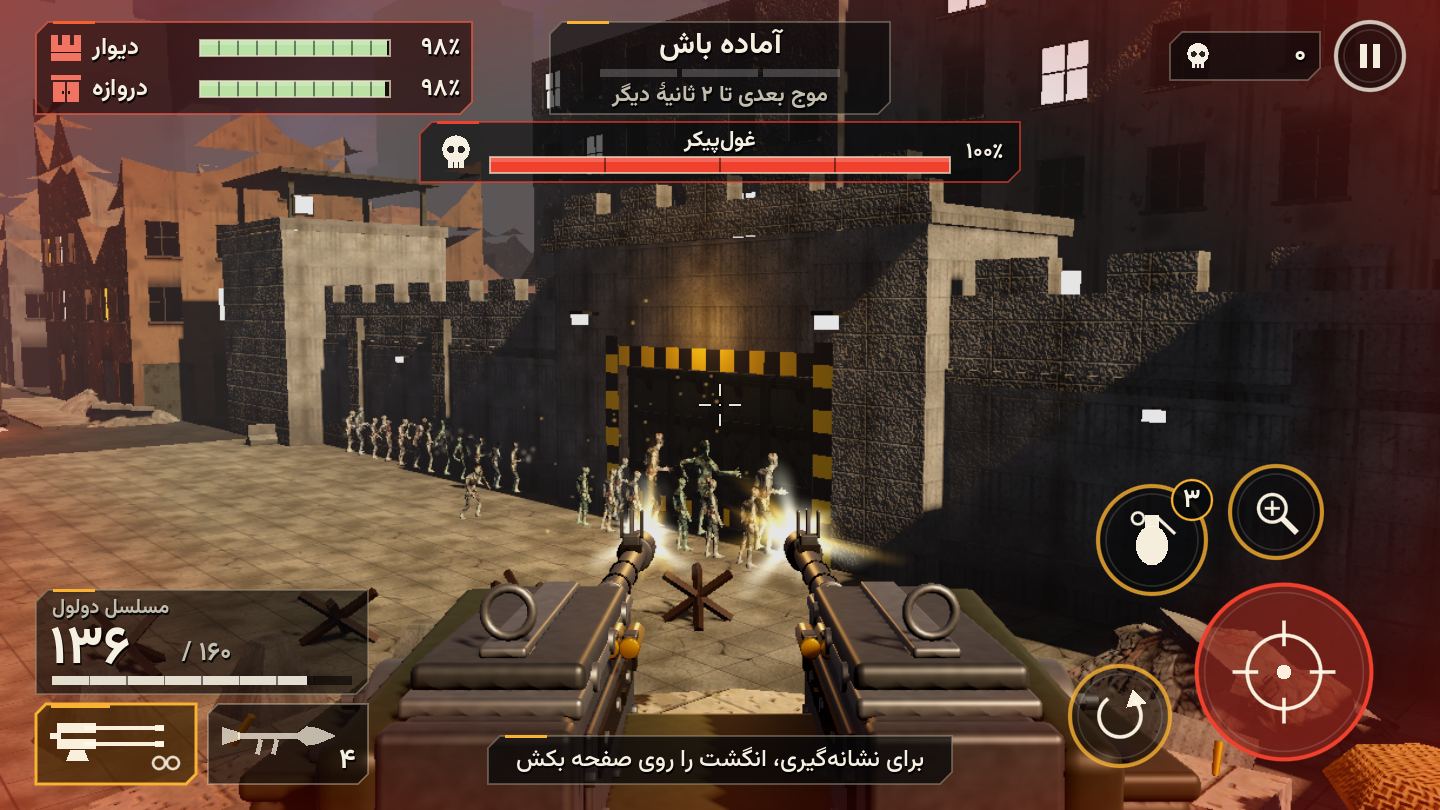 دیوار ۹۸٪
دروازه ۹۸٪
آماده باش
موج بعدی تا ۲ ثانیهٔ دیگر
۰
غول‌پیکر
۱۰۰٪
۳
مسلسل دولول
۱۳۶ / ۱۶۰
∞
۴
برای نشانه‌گیری، انگشت را روی صفحه بکش